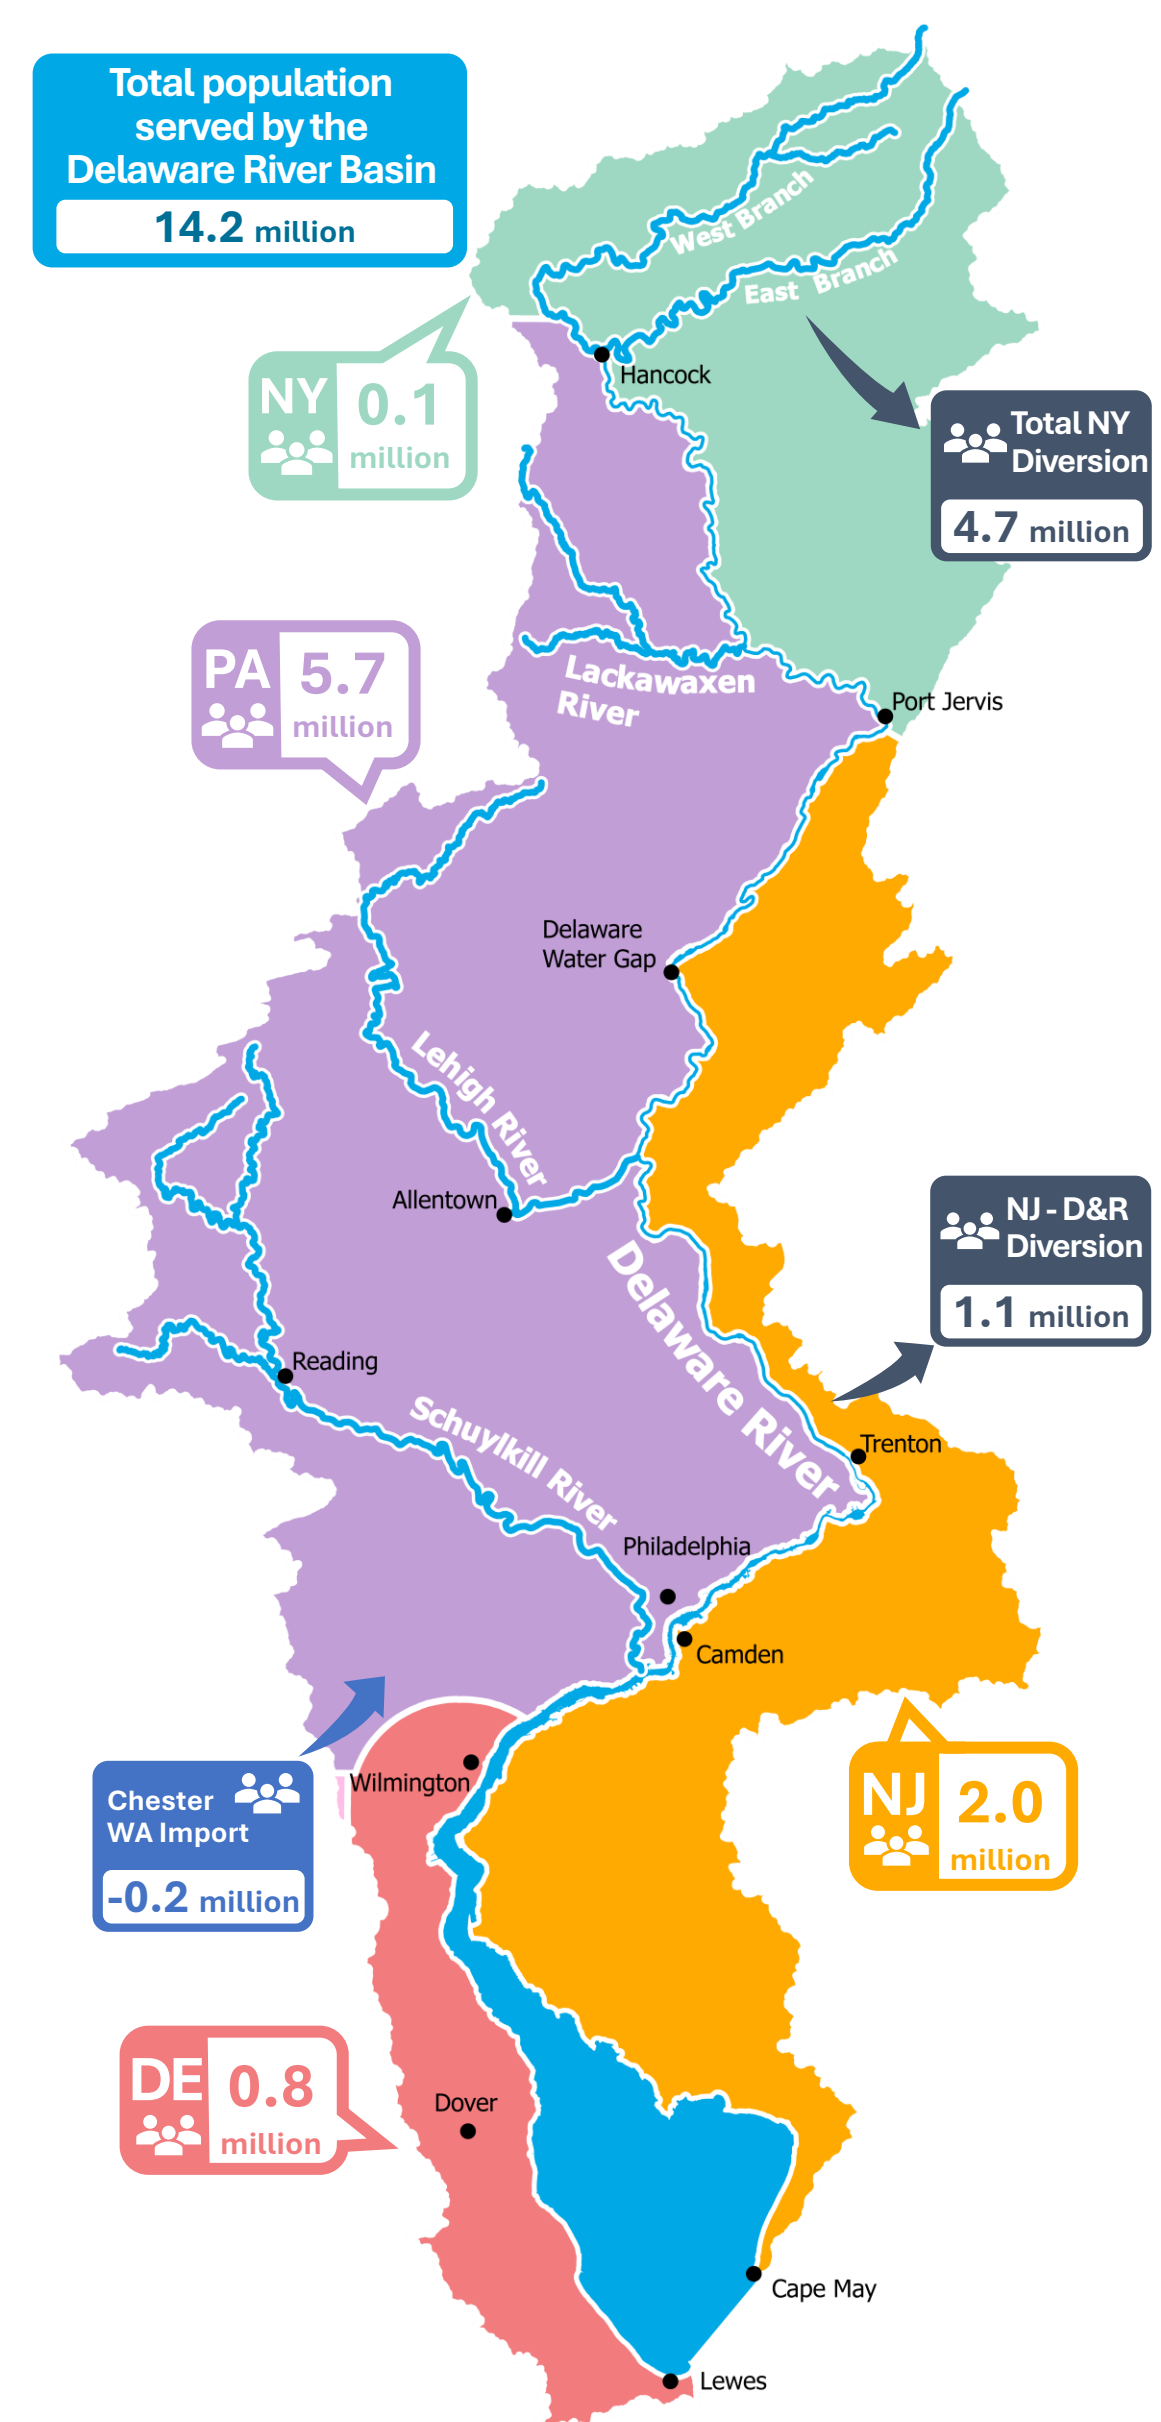 Total population
served by the
Delaware River Basin
14.2 million
West Branch
East Branch
Hancock
NY
0.1
million
Total NY
Diversion
4.7 million
PA
5.7
million
Lackawaxen
River
Port Jervis
Delaware
Water Gap
Lehigh River
Allentown
NJ - D&R
Diversion
1.1 million
Delaware River
Reading
Schuylkill River
Trenton
Philadelphia
Camden
Wilmington
Chester
WA Import
-0.2 million
NJ
2.0
million
DE
0.8
million
Dover
Cape May
Lewes